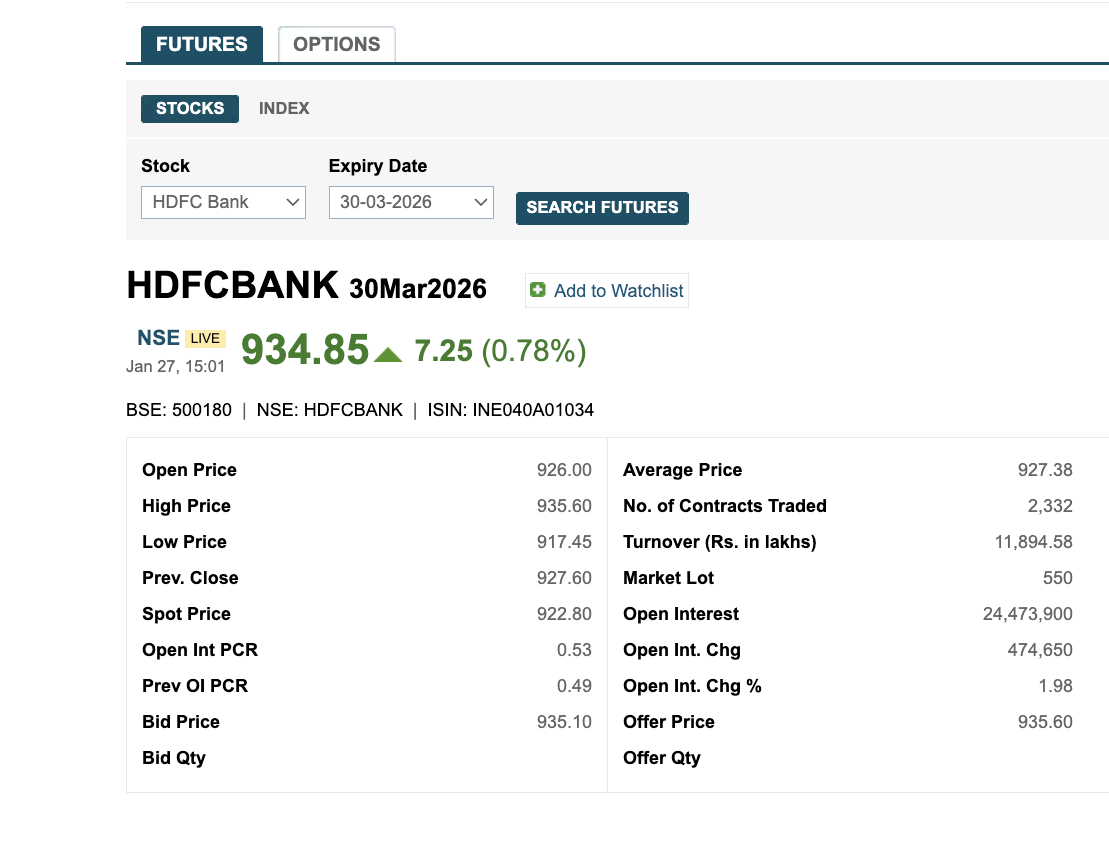 FUTURES OPTIONS
STOCKS INDEX
Stock Expiry Date
HDFC Bank 30-03-2026 SEARCH FUTURES
HDFCBANK 30Mar2026 Add to Watchlist
NSE LIVE 934.85 7.25 (0.78%)
Jan 27, 15:01
BSE: 500180 | NSE: HDFCBANK | ISIN: INE040A01034
Open Price 926.00 Average Price 927.38
High Price 935.60 No. of Contracts Traded 2,332
Low Price 917.45 Turnover (Rs. in lakhs) 11,894.58
Prev. Close 927.60 Market Lot 550
Spot Price 922.80 Open Interest 24,473,900
Open Int PCR 0.53 Open Int. Chg 474,650
Prev OI PCR 0.49 Open Int. Chg % 1.98
Bid Price 935.10 Offer Price 935.60
Bid Qty Offer Qty